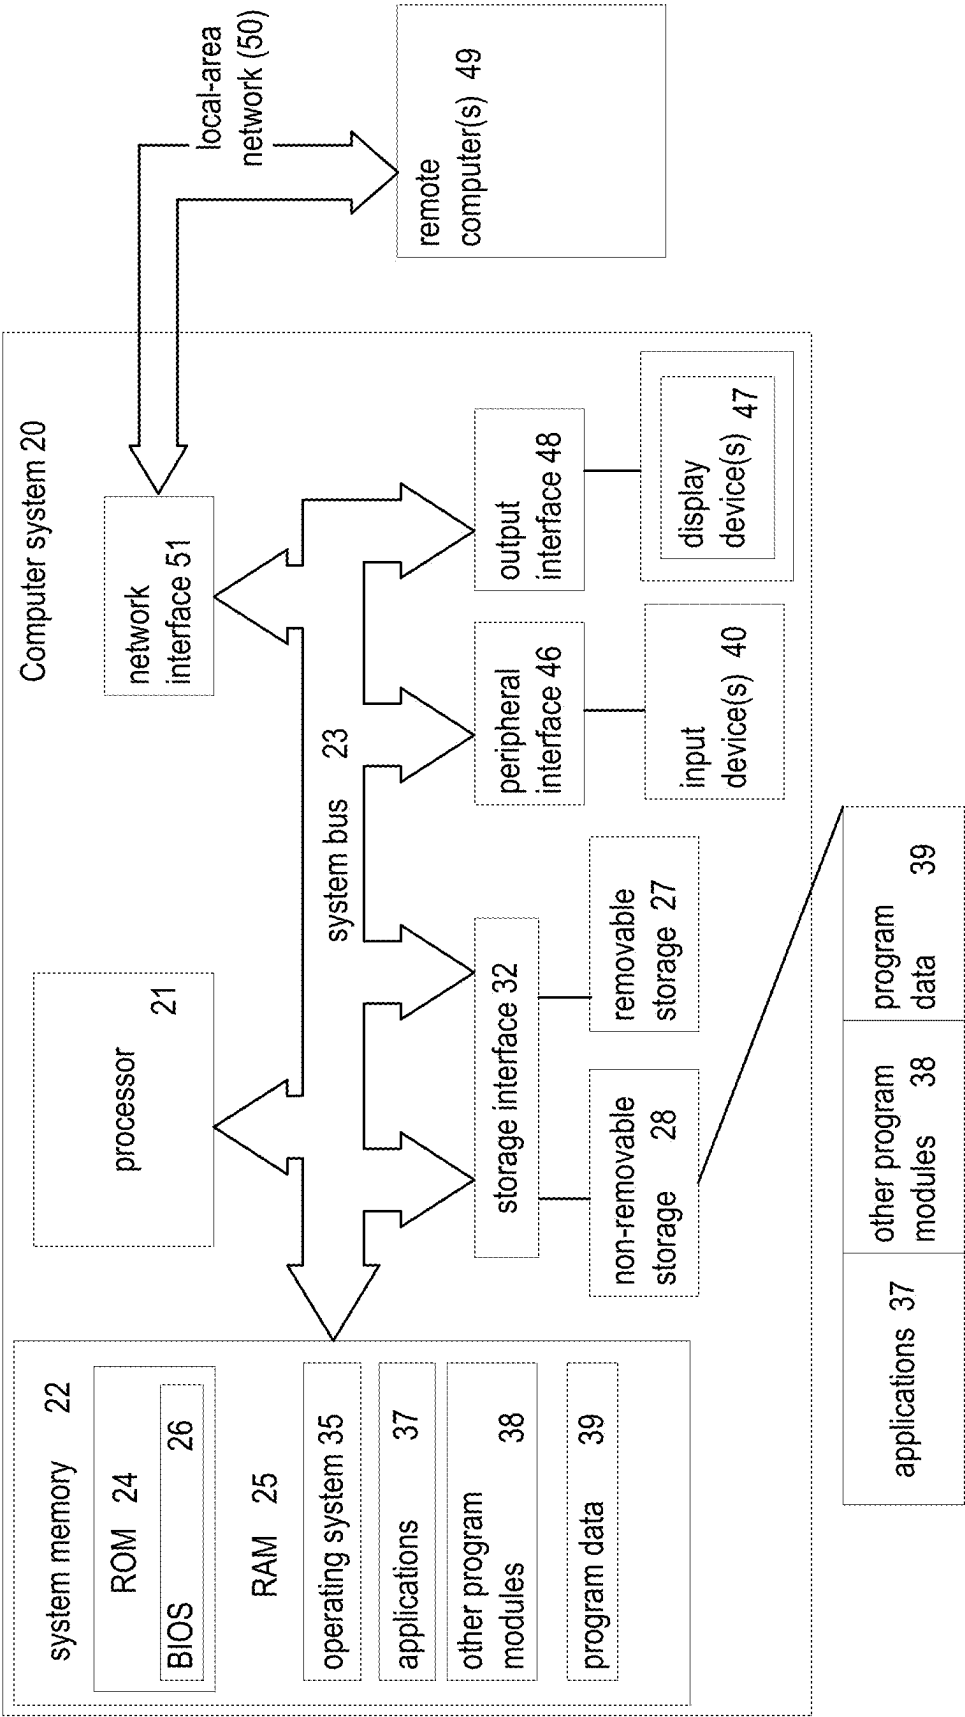 Computer system 20
system memory 22
ROM 24
BIOS 26
RAM 25
operating system 35
applications 37
other program
modules 38
program data 39
processor
21
network
interface 51
local-area
network (50)
system bus 23
storage interface 32
peripheral
interface 46
output
interface 48
remote
computer(s) 49
non-removable
storage 28
removable
storage 27
input
device(s) 40
display
device(s) 47
applications 37
other program
modules 38
program
data 39